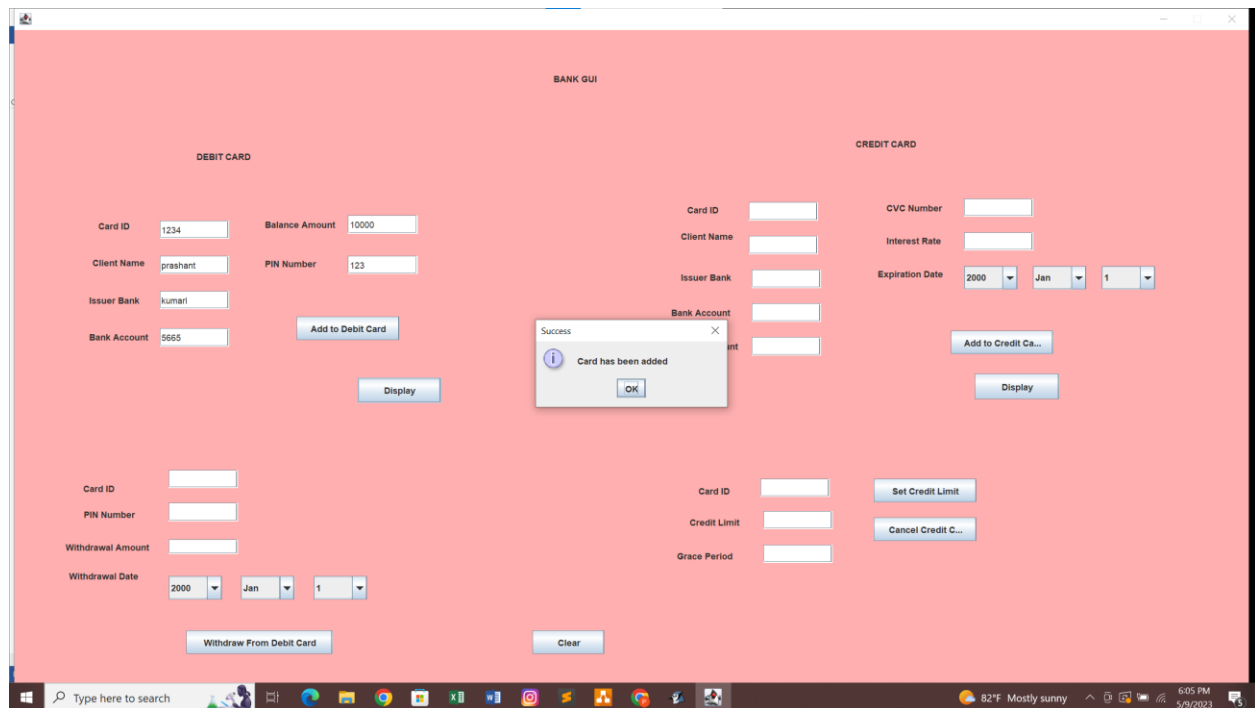 BANK GUI
DEBIT CARD
CREDIT CARD
Card ID 1234 Balance Amount 10000
Client Name prashant PIN Number 123
Issuer Bank kumari
Bank Account 5665
Add to Debit Card
Display
Card ID CVC Number
Client Name Interest Rate
Issuer Bank Expiration Date 2000 Jan 1
Bank Account
unt
Add to Credit Ca...
Display
Success
Card has been added
OK
Card ID
PIN Number
Withdrawal Amount
Withdrawal Date
2000 Jan 1
Withdraw From Debit Card
Clear
Card ID Set Credit Limit
Credit Limit Cancel Credit C...
Grace Period
Type here to search
82°F Mostly sunny
6:05 PM
5/9/2023
5